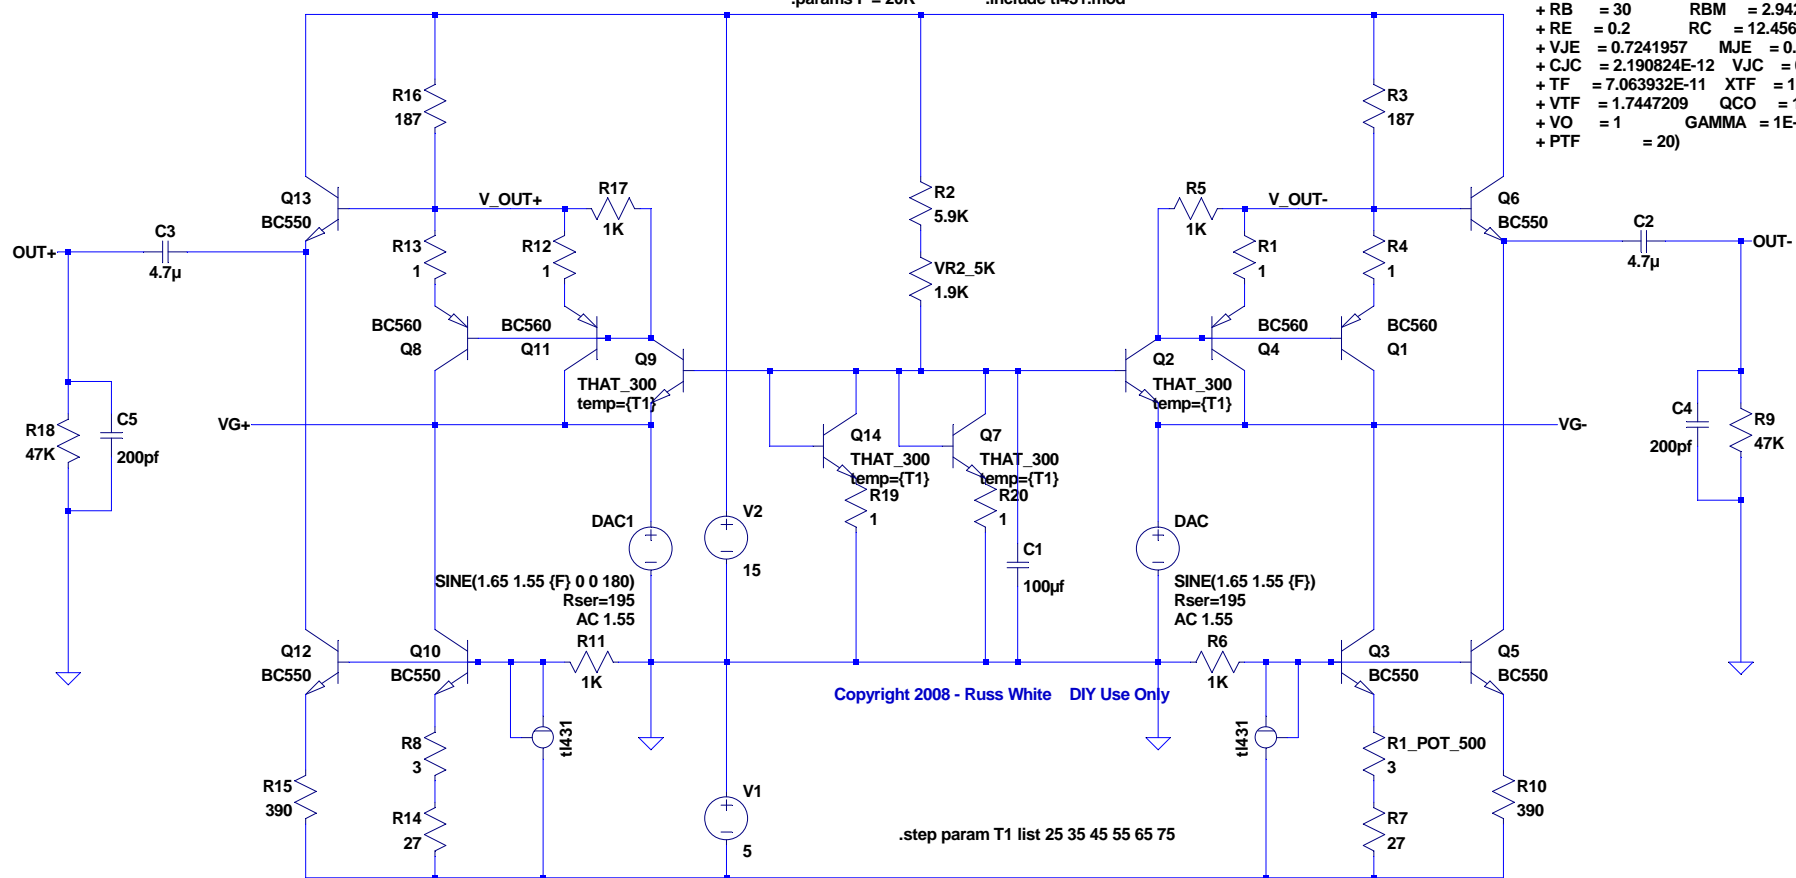 .params F = 20K
.include tl431.mod
+ RB = 30 RBM = 2.942
+ RE = 0.2 RC = 12.456
+ VJE = 0.7241957 MJE = 0.
+ CJC = 2.190824E-12 VJC =
+ TF = 7.063932E-11 XTF = 1
+ VTF = 1.7447209 QCO =
+ VO = 1 GAMMA = 1E-
+ PTF = 20)
R16
187
R3
187
Q13
BC550
V_OUT+
R17
1K
R2
5.9K
R5
1K
V_OUT-
Q6
BC550
OUT+
C3
4.7µ
R13
1
R12
1
VR2_5K
1.9K
R1
1
R4
1
C2
4.7µ
OUT-
BC560
Q8
BC560
Q11
Q9
THAT_300
temp={T1}
Q2
THAT_300
temp={T1}
BC560
Q4
BC560
Q1
VG+
VG-
R18
47K
C5
200pf
Q14
THAT_300
temp={T1}
R19
1
Q7
THAT_300
temp={T1}
R20
1
C4
200pf
R9
47K
DAC1
SINE(1.65 1.55 {F} 0 0 180)
Rser=195
AC 1.55
V2
15
C1
100µf
DAC
SINE(1.65 1.55 {F})
Rser=195
AC 1.55
Q12
BC550
Q10
BC550
R11
1K
R6
1K
Q3
BC550
Q5
BC550
Copyright 2008 - Russ White DIY Use Only
tl431
tl431
R8
3
R1_POT_500
3
R15
390
R14
27
V1
5
R7
27
R10
390
.step param T1 list 25 35 45 55 65 75